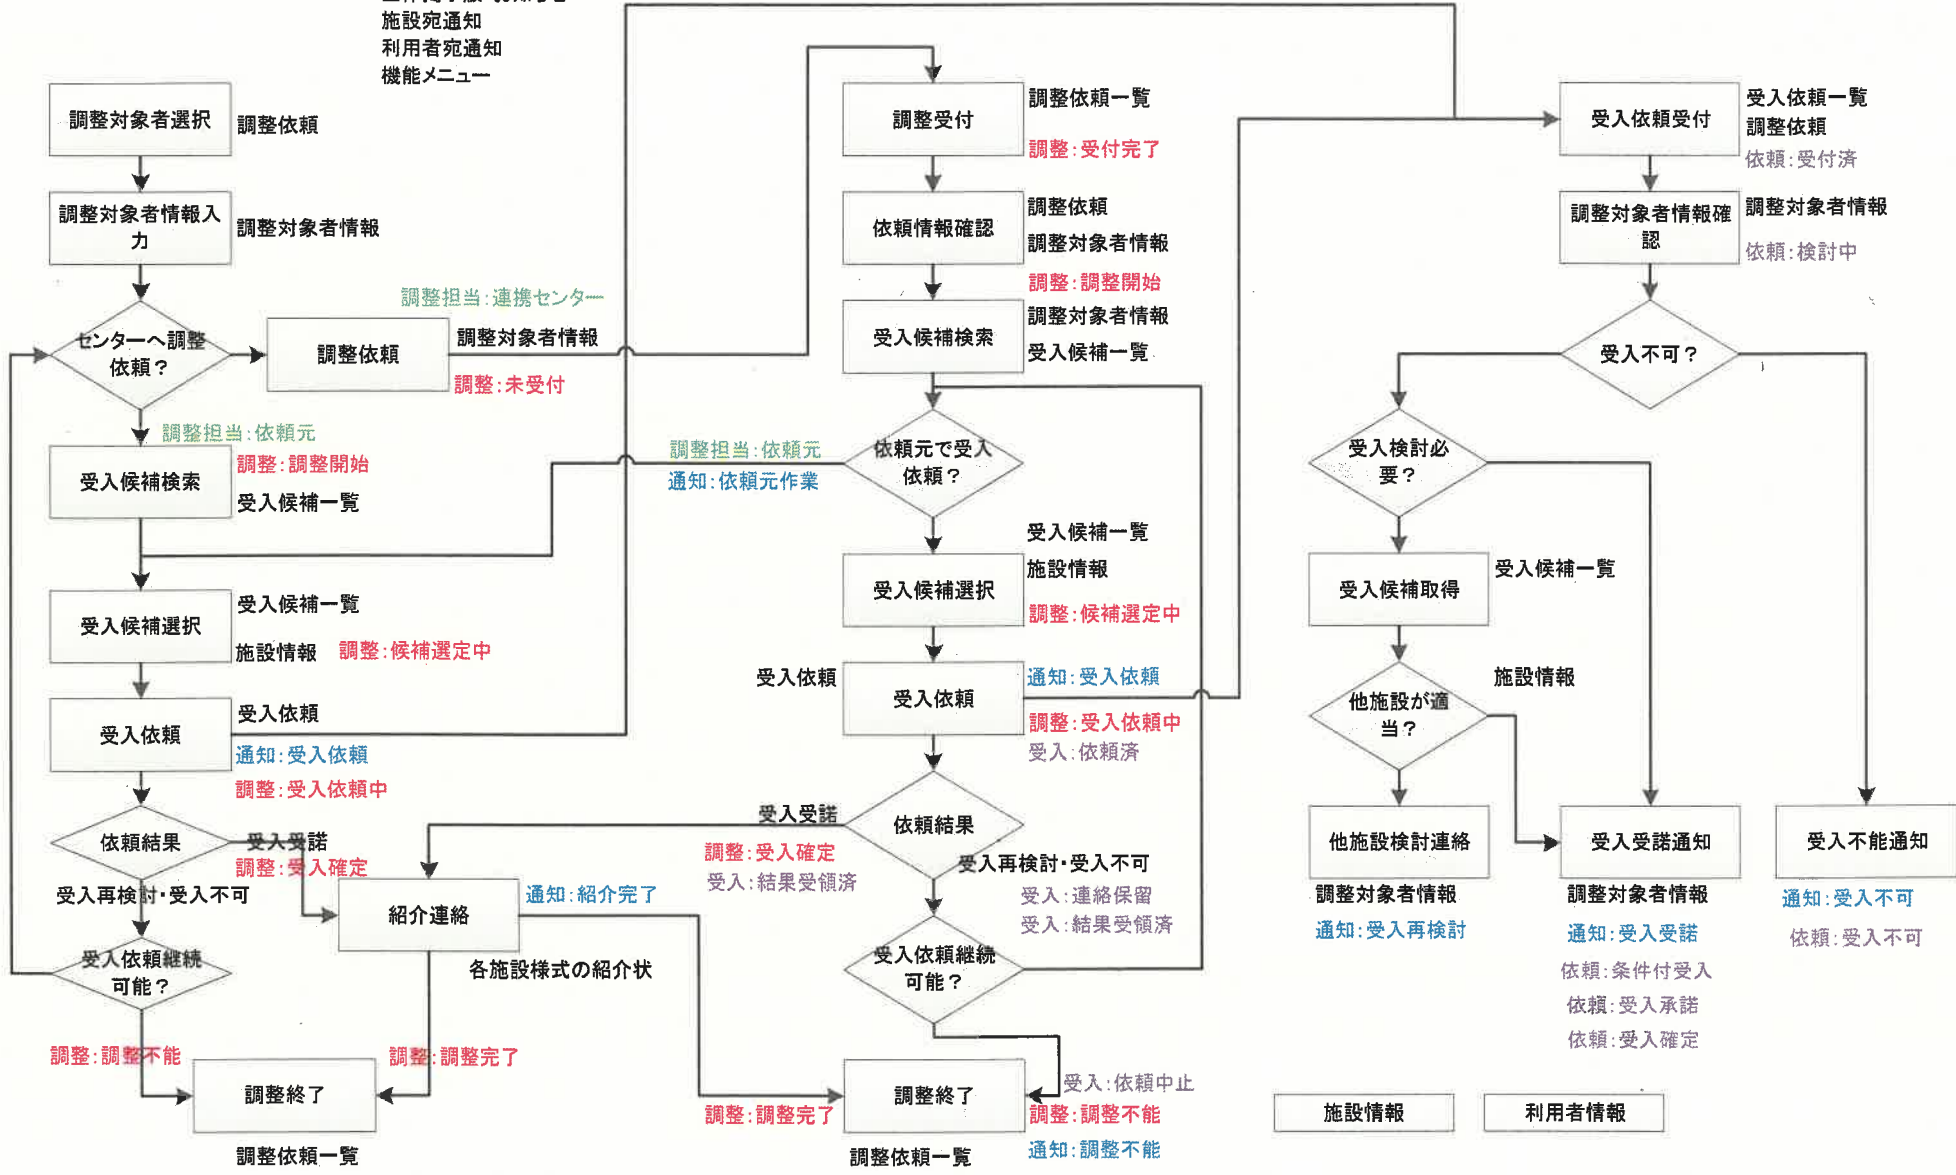 施設宛通知
利用者宛通知
機能メニュー
調整対象者選択
調整依頼
調整対象者情報入
力
調整対象者情報
センターへ調整
依頼？
調整担当：連携センター
調整依頼
調整対象者情報
調整：未受付
調整担当：依頼元
受入候補検索
調整：調整開始
受入候補一覧
受入候補選択
受入候補一覧
施設情報
調整：候補選定中
受入依頼
受入依頼
通知：受入依頼
調整：受入依頼中
依頼結果
受入受諾
調整：受入確定
受入再検討・受入不可
受入依頼継続
可能？
紹介連絡
通知：紹介完了
各施設様式の紹介状
調整：調整不能
調整：調整完了
調整終了
調整依頼一覧
調整受付
調整依頼一覧
調整：受付完了
依頼情報確認
調整依頼
調整対象者情報
調整：調整開始
受入候補検索
調整対象者情報
受入候補一覧
調整担当：依頼元
通知：依頼元作業
依頼元で受入
依頼？
受入候補一覧
受入候補選択
施設情報
調整：候補選定中
受入依頼
受入依頼
通知：受入依頼
調整：受入依頼中
受入：依頼済
依頼結果
受入受諾
調整：受入確定
受入：結果受領済
受入再検討・受入不可
受入：連絡保留
受入：結果受領済
受入依頼継続
可能？
受入：依頼中止
調整：調整完了
調整終了
調整：調整不能
通知：調整不能
調整依頼一覧
受入依頼受付
受入依頼一覧
調整依頼
依頼：受付済
調整対象者情報確
認
調整対象者情報
依頼：検討中
受入不可？
受入検討必
要？
受入候補取得
受入候補一覧
他施設が適
当？
施設情報
他施設検討連絡
調整対象者情報
通知：受入再検討
受入受諾通知
調整対象者情報
通知：受入受諾
依頼：条件付受入
依頼：受入承諾
依頼：受入確定
受入不能通知
通知：受入不可
依頼：受入不可
施設情報
利用者情報